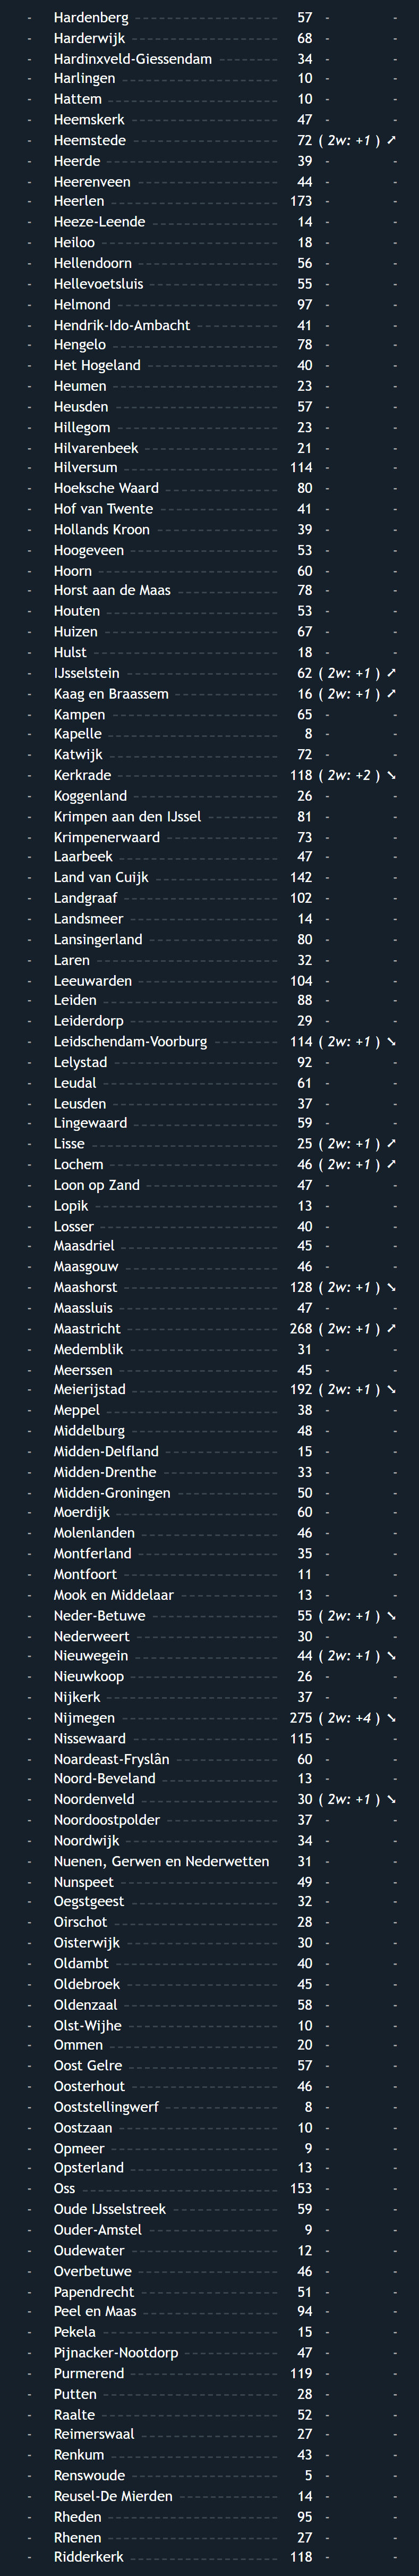 - Hardenberg 57 - -
- Harderwijk 68 - -
- Hardinxveld-Giessendam 34 - -
- Harlingen 10 - -
- Hattem 10 - -
- Heemskerk 47 - -
- Heemstede 72 ( 2w: +1 ) ➚
- Heerde 39 - -
- Heerenveen 44 - -
- Heerlen 173 - -
- Heeze-Leende 14 - -
- Heiloo 18 - -
- Hellendoorn 56 - -
- Hellevoetsluis 55 - -
- Helmond 97 - -
- Hendrik-Ido-Ambacht 41 - -
- Hengelo 78 - -
- Het Hogeland 40 - -
- Heumen 23 - -
- Heusden 57 - -
- Hillegom 23 - -
- Hilvarenbeek 21 - -
- Hilversum 114 - -
- Hoeksche Waard 80 - -
- Hof van Twente 41 - -
- Hollands Kroon 39 - -
- Hoogeveen 53 - -
- Hoorn 60 - -
- Horst aan de Maas 78 - -
- Houten 53 - -
- Huizen 67 - -
- Hulst 18 - -
- IJsselstein 62 ( 2w: +1 ) ➚
- Kaag en Braassem 16 ( 2w: +1 ) ➚
- Kampen 65 - -
- Kapelle 8 - -
- Katwijk 72 - -
- Kerkrade 118 ( 2w: +2 ) ➘
- Koggenland 26 - -
- Krimpen aan den IJssel 81 - -
- Krimpenerwaard 73 - -
- Laarbeek 47 - -
- Land van Cuijk 142 - -
- Landgraaf 102 - -
- Landsmeer 14 - -
- Lansingerland 80 - -
- Laren 32 - -
- Leeuwarden 104 - -
- Leiden 88 - -
- Leiderdorp 29 - -
- Leidschendam-Voorburg 114 ( 2w: +1 ) ➘
- Lelystad 92 - -
- Leudal 61 - -
- Leusden 37 - -
- Lingewaard 59 - -
- Lisse 25 ( 2w: +1 ) ➚
- Lochem 46 ( 2w: +1 ) ➚
- Loon op Zand 47 - -
- Lopik 13 - -
- Losser 40 - -
- Maasdriel 45 - -
- Maasgouw 46 - -
- Maashorst 128 ( 2w: +1 ) ➘
- Maassluis 47 - -
- Maastricht 268 ( 2w: +1 ) ➚
- Medemblik 31 - -
- Meerssen 45 - -
- Meierijstad 192 ( 2w: +1 ) ➘
- Meppel 38 - -
- Middelburg 48 - -
- Midden-Delfland 15 - -
- Midden-Drenthe 33 - -
- Midden-Groningen 50 - -
- Moerdijk 60 - -
- Molenlanden 46 - -
- Montferland 35 - -
- Montfoort 11 - -
- Mook en Middelaar 13 - -
- Neder-Betuwe 55 ( 2w: +1 ) ➘
- Nederweert 30 - -
- Nieuwegein 44 ( 2w: +1 ) ➘
- Nieuwkoop 26 - -
- Nijkerk 37 - -
- Nijmegen 275 ( 2w: +4 ) ➘
- Nissewaard 115 - -
- Noardeast-Fryslân 60 - -
- Noord-Beveland 13 - -
- Noordenveld 30 ( 2w: +1 ) ➘
- Noordoostpolder 37 - -
- Noordwijk 34 - -
- Nuenen, Gerwen en Nederwetten 31 - -
- Nunspeet 49 - -
- Oegstgeest 32 - -
- Oirschot 28 - -
- Oisterwijk 30 - -
- Oldambt 40 - -
- Oldebroek 45 - -
- Oldenzaal 58 - -
- Olst-Wijhe 10 - -
- Ommen 20 - -
- Oost Gelre 57 - -
- Oosterhout 46 - -
- Ooststellingwerf 8 - -
- Oostzaan 10 - -
- Opmeer 9 - -
- Opsterland 13 - -
- Oss 153 - -
- Oude IJsselstreek 59 - -
- Ouder-Amstel 9 - -
- Oudewater 12 - -
- Overbetuwe 46 - -
- Papendrecht 51 - -
- Peel en Maas 94 - -
- Pekela 15 - -
- Pijnacker-Nootdorp 47 - -
- Purmerend 119 - -
- Putten 28 - -
- Raalte 52 - -
- Reimerswaal 27 - -
- Renkum 43 - -
- Renswoude 5 - -
- Reusel-De Mierden 14 - -
- Rheden 95 - -
- Rhenen 27 - -
- Ridderkerk 118 - -